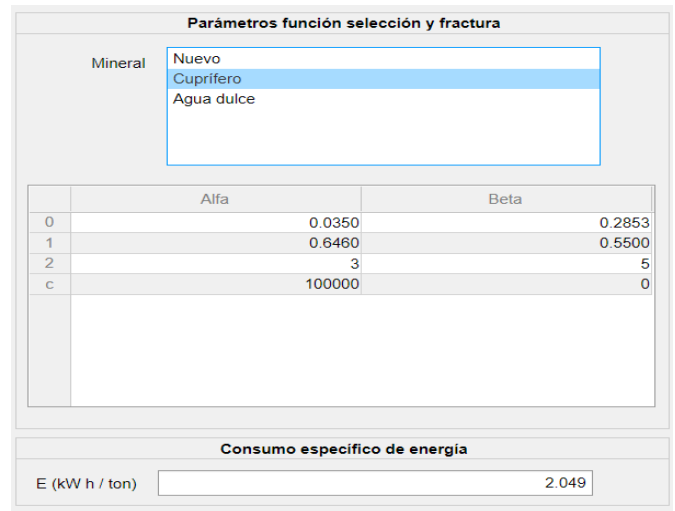 Parámetros función selección y fractura
Mineral
Nuevo
Cuprífero
Agua dulce
Alfa Beta
0 0.0350 0.2853
1 0.6460 0.5500
2 3 5
c 100000 0
Consumo específico de energía
E (kW h / ton) 2.049